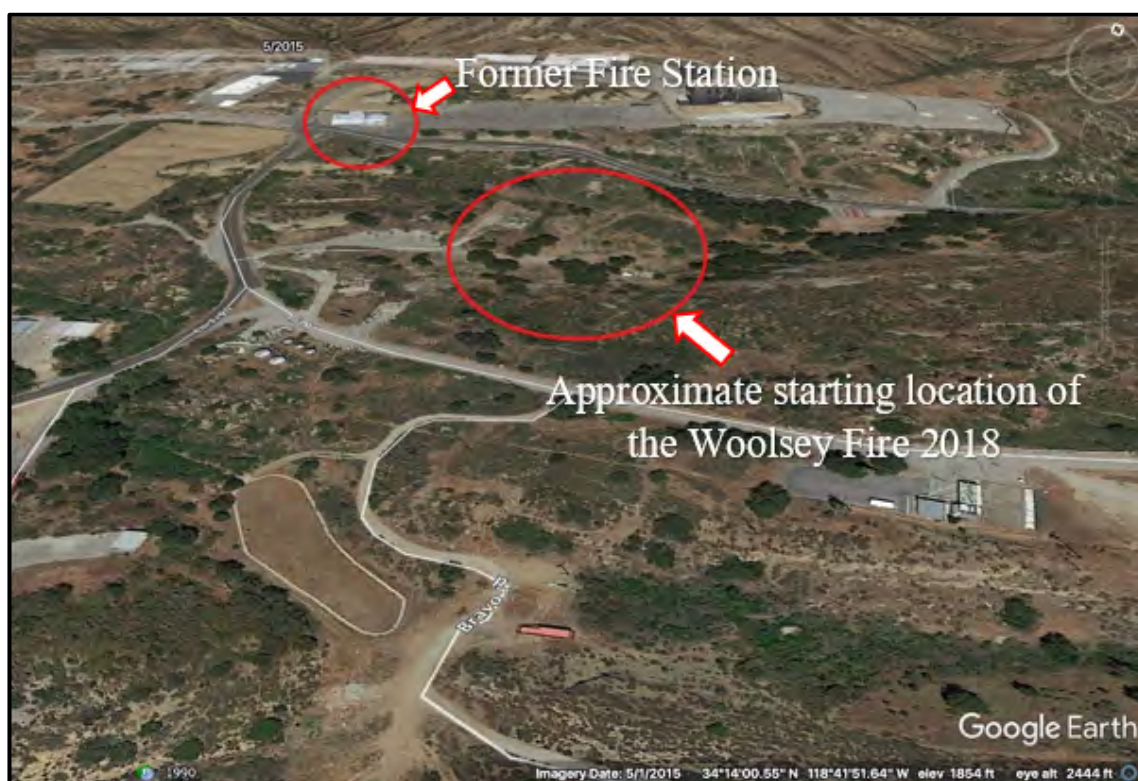 5/2015
Former Fire Station
Approximate starting location of
the Woolsey Fire 2018
Bravo R
Google Earth
1990
Imagery Date: 5/1/2015 34°14'00.55" N 118°41'51.64" W elev 1854 ft eye alt 2444 ft